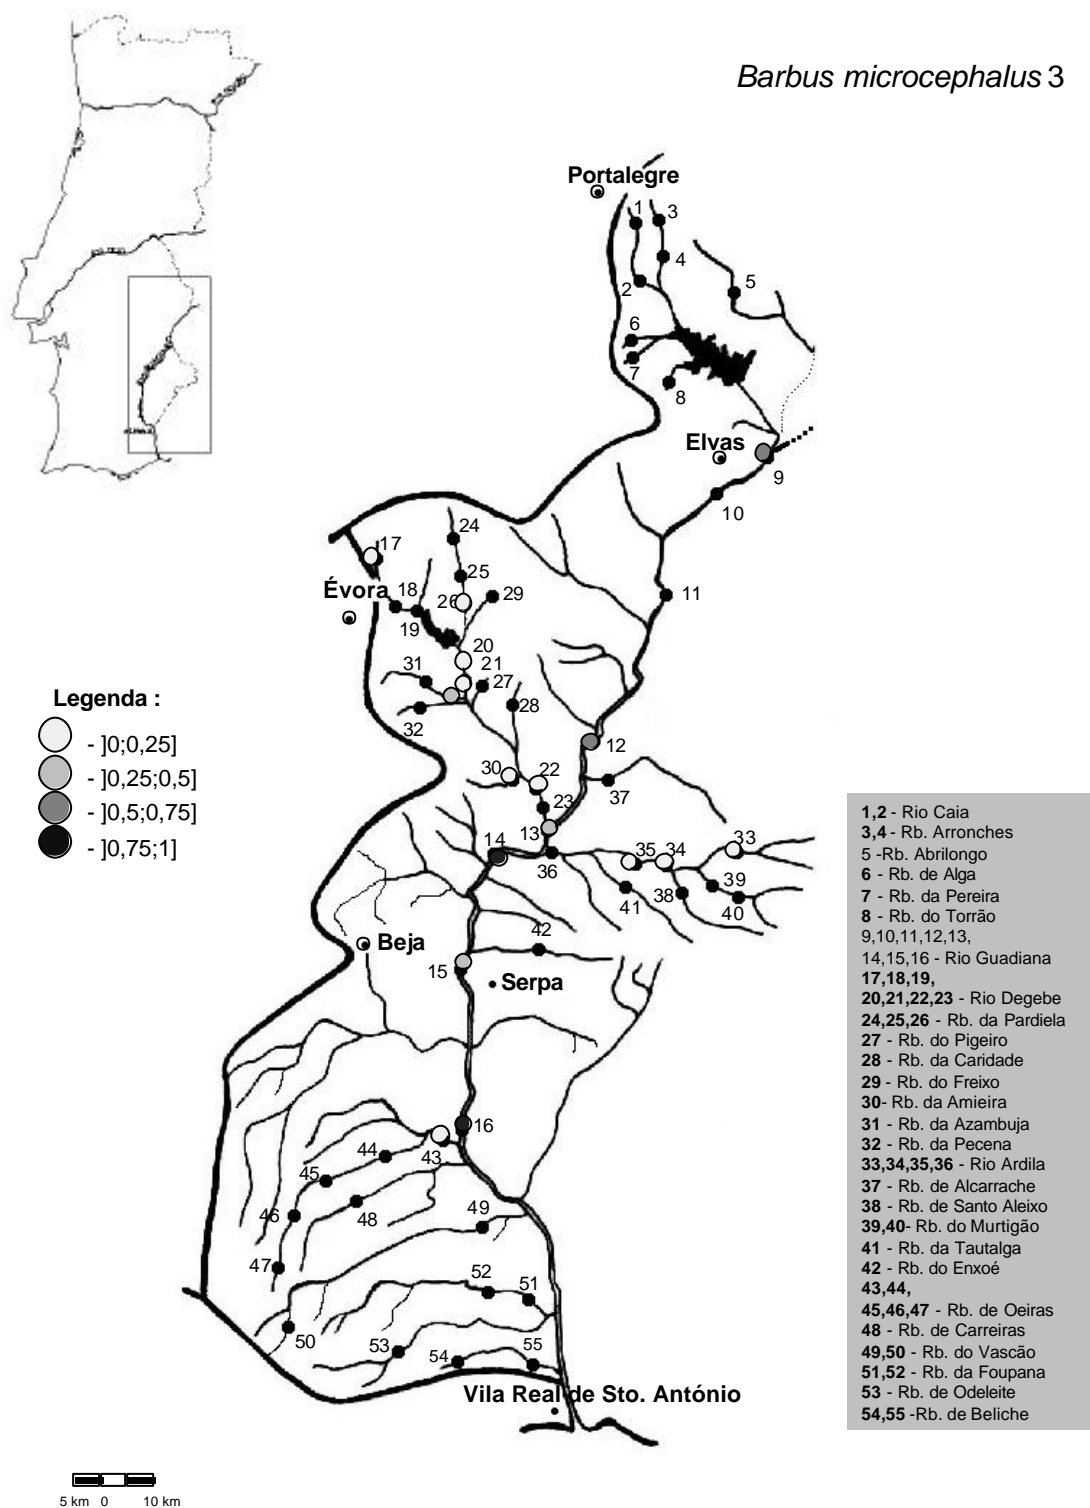 Barbus microcephalus 3
Portalegre
1
3
4
2
5
6
7
8
Elvas
9
10
24
17
25
Évora
18
26
29
11
19
20
31
21
27
Legenda :
28
32
- ]0;0,25]
12
- ]0,25;0,5]
30
22
37
- ]0,5;0,75]
23
13
- ]0,75;1]
14
35
34
33
36
39
41
38
40
42
Beja
15
Serpa
16
43
44
45
46
48
49
47
52
51
50
53
54
55
Vila Real de Sto. António
1,2 - Rio Caia
3,4 - Rb. Arronches
5 -Rb. Abrilongo
6 - Rb. de Alga
7 - Rb. da Pereira
8 - Rb. do Torrão
9,10,11,12,13,
14,15,16 - Rio Guadiana
17,18,19,
20,21,22,23 - Rio Degebe
24,25,26 - Rb. da Pardiela
27 - Rb. do Pigeiro
28 - Rb. da Caridade
29 - Rb. do Freixo
30- Rb. da Amieira
31 - Rb. da Azambuja
32 - Rb. da Pecena
33,34,35,36 - Rio Ardila
37 - Rb. de Alcarrache
38 - Rb. de Santo Aleixo
39,40- Rb. do Murtigão
41 - Rb. da Tautalga
42 - Rb. do Enxoé
43,44,
45,46,47 - Rb. de Oeiras
48 - Rb. de Carreiras
49,50 - Rb. do Vascão
51,52 - Rb. da Foupana
53 - Rb. de Odeleite
54,55 -Rb. de Beliche
5 km 0 10 km